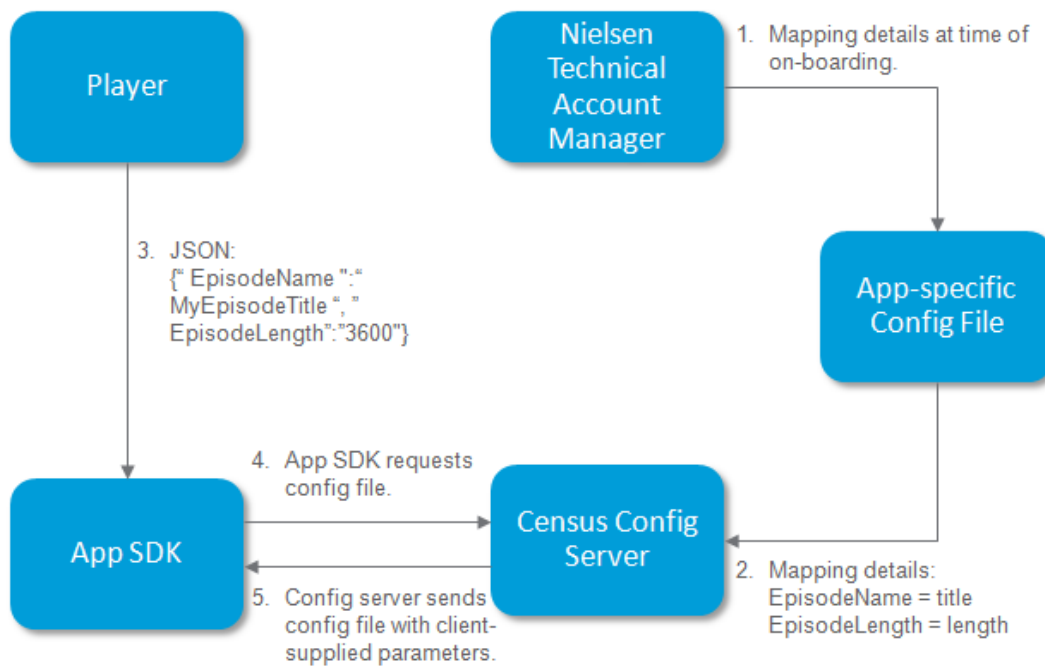 Player
Nielsen
Technical
Account
Manager
1. Mapping details at time of
on-boarding.
App-specific
Config File
3. JSON:
{“ EpisodeName ":“
MyEpisodeTitle “, ”
EpisodeLength”:”3600"}
4. App SDK requests
config file.
App SDK
Census Config
Server
5. Config server sends
config file with client-
supplied parameters.
2. Mapping details:
EpisodeName = title
EpisodeLength = length